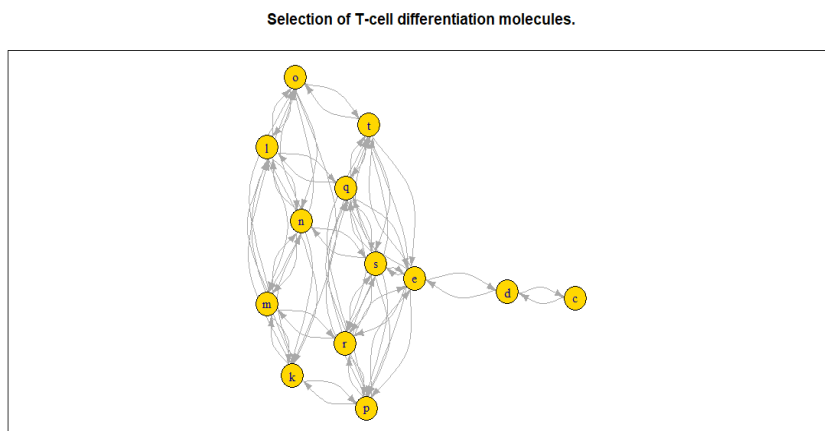 Selection of T-cell differentiation molecules.
o
t
l
q
n
s
e
d
c
m
r
k
p